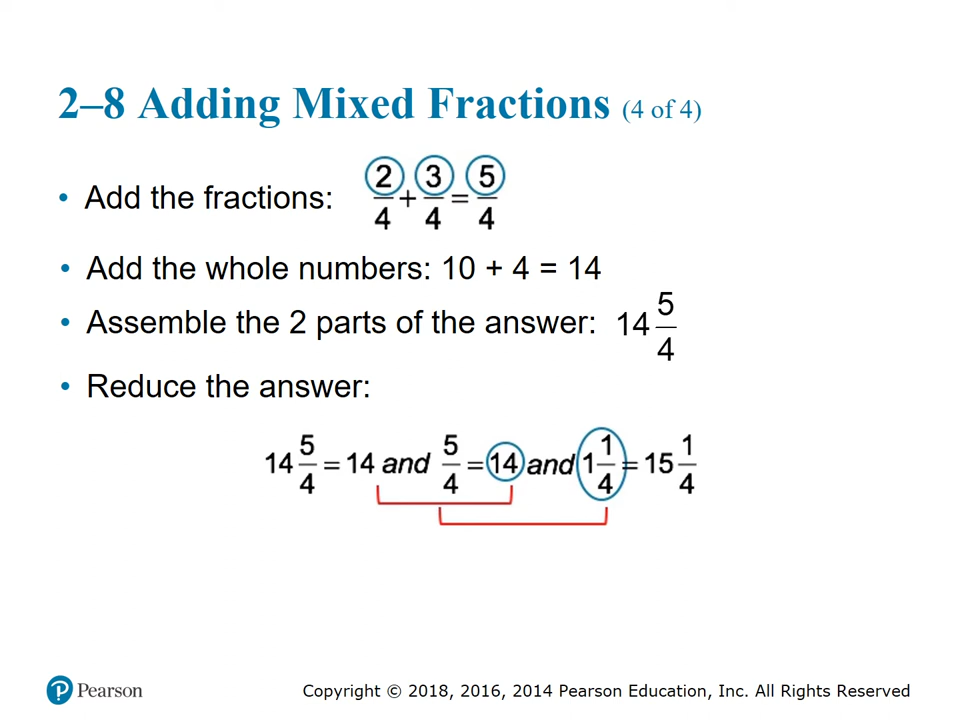 2–8 Adding Mixed Fractions (4 of 4)
• Add the fractions: 2/4 + 3/4 = 5/4
• Add the whole numbers: 10 + 4 = 14
• Assemble the 2 parts of the answer: 14 5/4
• Reduce the answer:
14 5/4 = 14 and 5/4 = 14 and 1 1/4 = 15 1/4
P Pearson
Copyright © 2018, 2016, 2014 Pearson Education, Inc. All Rights Reserved